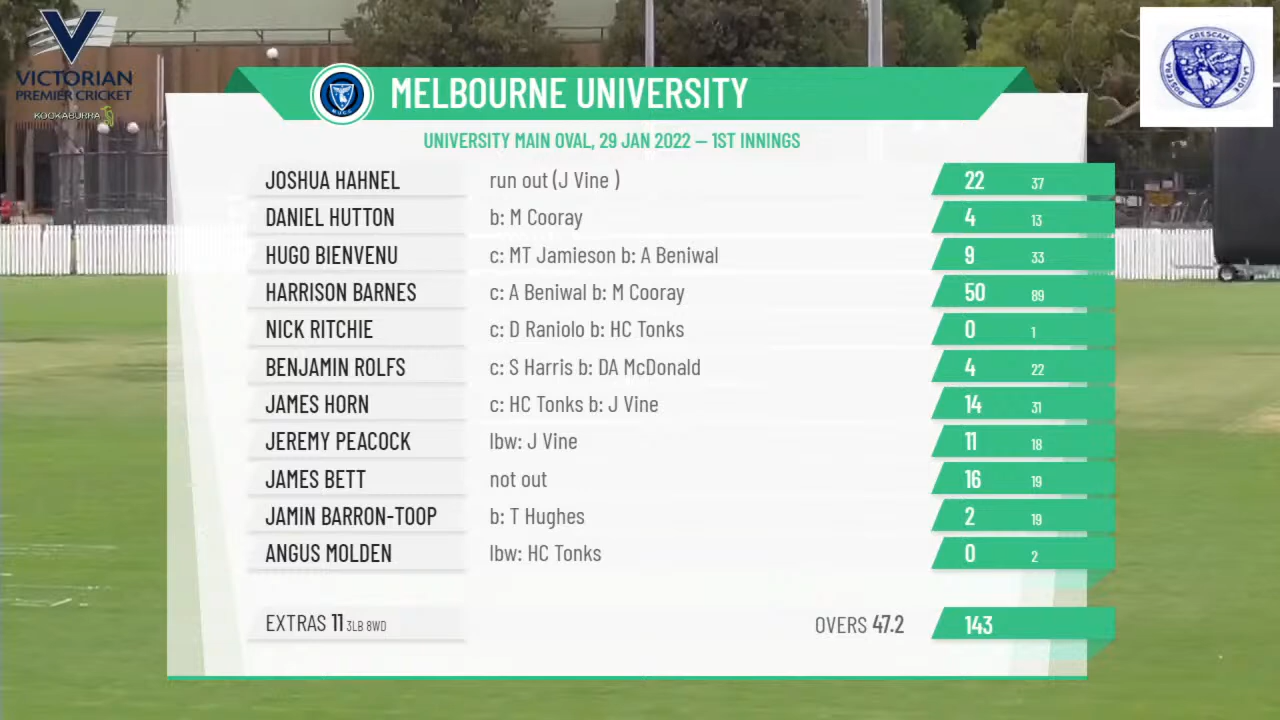 VICTORIAN
PREMIER CRICKET
KOOKABURRA
CRESCAM
MELBOURNE UNIVERSITY
UNIVERSITY MAIN OVAL, 29 JAN 2022 – 1ST INNINGS
JOSHUA HAHNEL run out (J Vine ) 22 37
DANIEL HUTTON b: M Cooray 4 13
HUGO BIENVENU c: MT Jamieson b: A Beniwal 9 33
HARRISON BARNES c: A Beniwal b: M Cooray 50 89
NICK RITCHIE c: D Raniolo b: HC Tonks 0 1
BENJAMIN ROLFS c: S Harris b: DA McDonald 4 22
JAMES HORN c: HC Tonks b: J Vine 14 31
JEREMY PEACOCK lbw: J Vine 11 18
JAMES BETT not out 16 19
JAMIN BARRON-TOOP b: T Hughes 2 19
ANGUS MOLDEN lbw: HC Tonks 0 2
EXTRAS 11 3LB 8WD OVERS 47.2 143